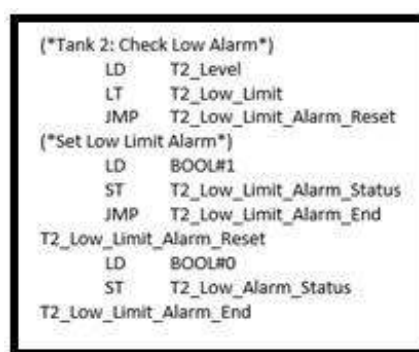 (*Tank 2: Check Low Alarm*)
LD T2_Level
LT T2_Low_Limit
JMP T2_Low_Limit_Alarm_Reset
(*Set Low Limit Alarm*)
LD BOOL#1
ST T2_Low_Limit_Alarm_Status
JMP T2_Low_Limit_Alarm_End
T2_Low_Limit_Alarm_Reset
LD BOOL#0
ST T2_Low_Alarm_Status
T2_Low_Limit_Alarm_End